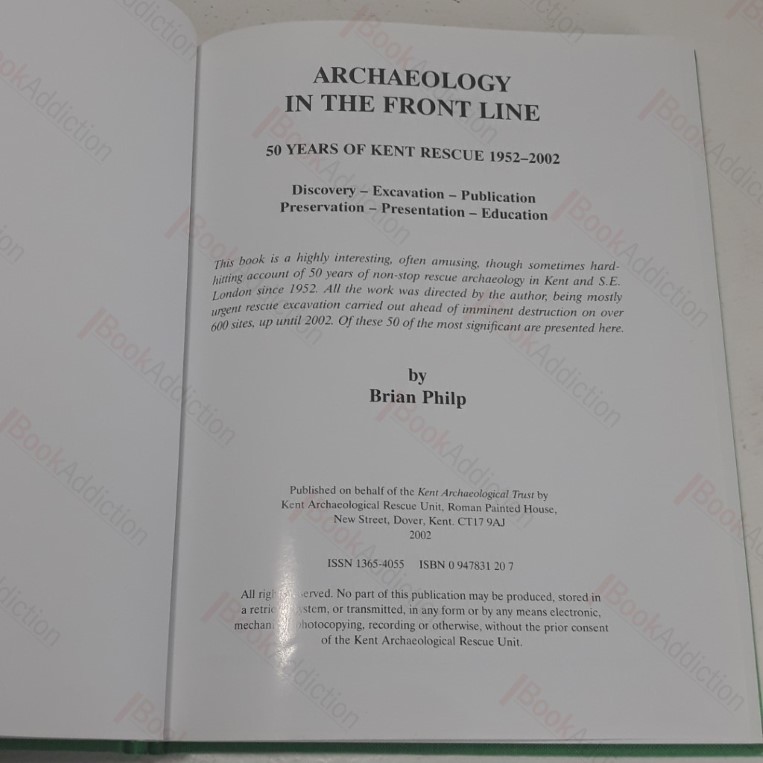 ARCHAEOLOGY
IN THE FRONT LINE
50 YEARS OF KENT RESCUE 1952–2002
Discovery – Excavation – Publication
Preservation – Presentation – Education
This book is a highly interesting, often amusing, though sometimes hard-
hitting account of 50 years of non-stop rescue archaeology in Kent and S.E.
London since 1952. All the work was directed by the author, being mostly
urgent rescue excavation carried out ahead of imminent destruction on over
600 sites, up until 2002. Of these 50 of the most significant are presented here.
by
Brian Philp
Published on behalf of the Kent Archaeological Trust by
Kent Archaeological Rescue Unit, Roman Painted House,
New Street, Dover, Kent. CT17 9AJ
2002
ISSN 1365-4055 ISBN 0 947831 20 7
All served. No part of this publication may be produced, stored in
a or transmitted, in any form or by any means electronic,
photocopying, recording or otherwise, without the prior consent
of the Kent Archaeological Rescue Unit.
BookAddiction